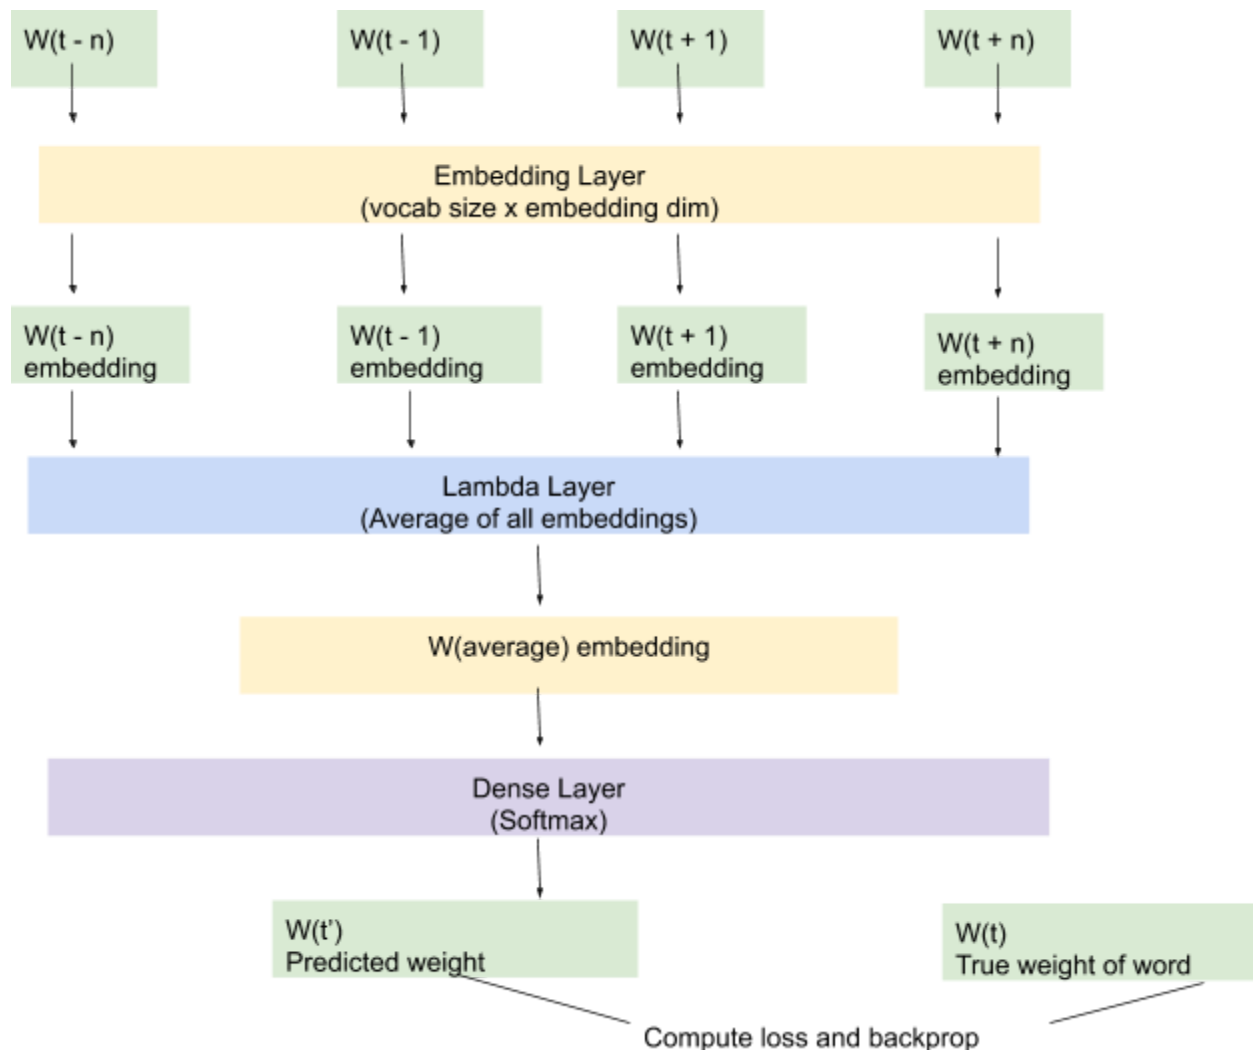 W(t - n)
W(t - 1)
W(t + 1)
W(t + n)
Embedding Layer
(vocab size x embedding dim)
W(t - n)
embedding
W(t - 1)
embedding
W(t + 1)
embedding
W(t + n)
embedding
Lambda Layer
(Average of all embeddings)
W(average) embedding
Dense Layer
(Softmax)
W(t’)
Predicted weight
W(t)
True weight of word
Compute loss and backprop